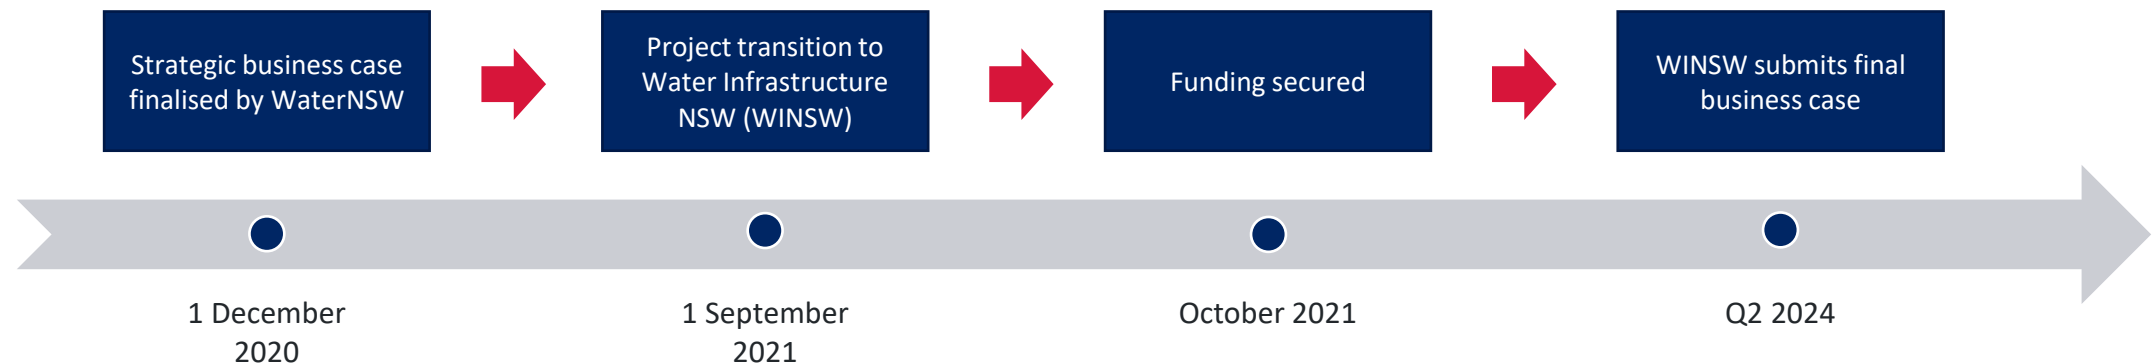 Strategic business case
finalised by WaterNSW
Project transition to
Water Infrastructure
NSW (WINSW)
Funding secured
WINSW submits final
business case
1 December
2020
1 September
2021
October 2021
Q2 2024